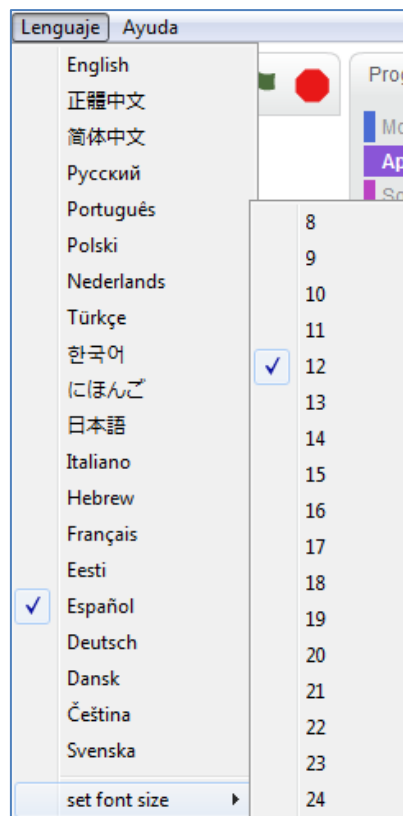 Lenguaje Ayuda
English
正體中文
简体中文
Русский
Português
Polski
Nederlands
Türkçe
한국어
にほんご
日本語
Italiano
Hebrew
Français
Eesti
Español
Deutsch
Dansk
Čeština
Svenska
set font size
Prog
Mo
Ap
So
8
9
10
11
12
13
14
15
16
17
18
19
20
21
22
23
24